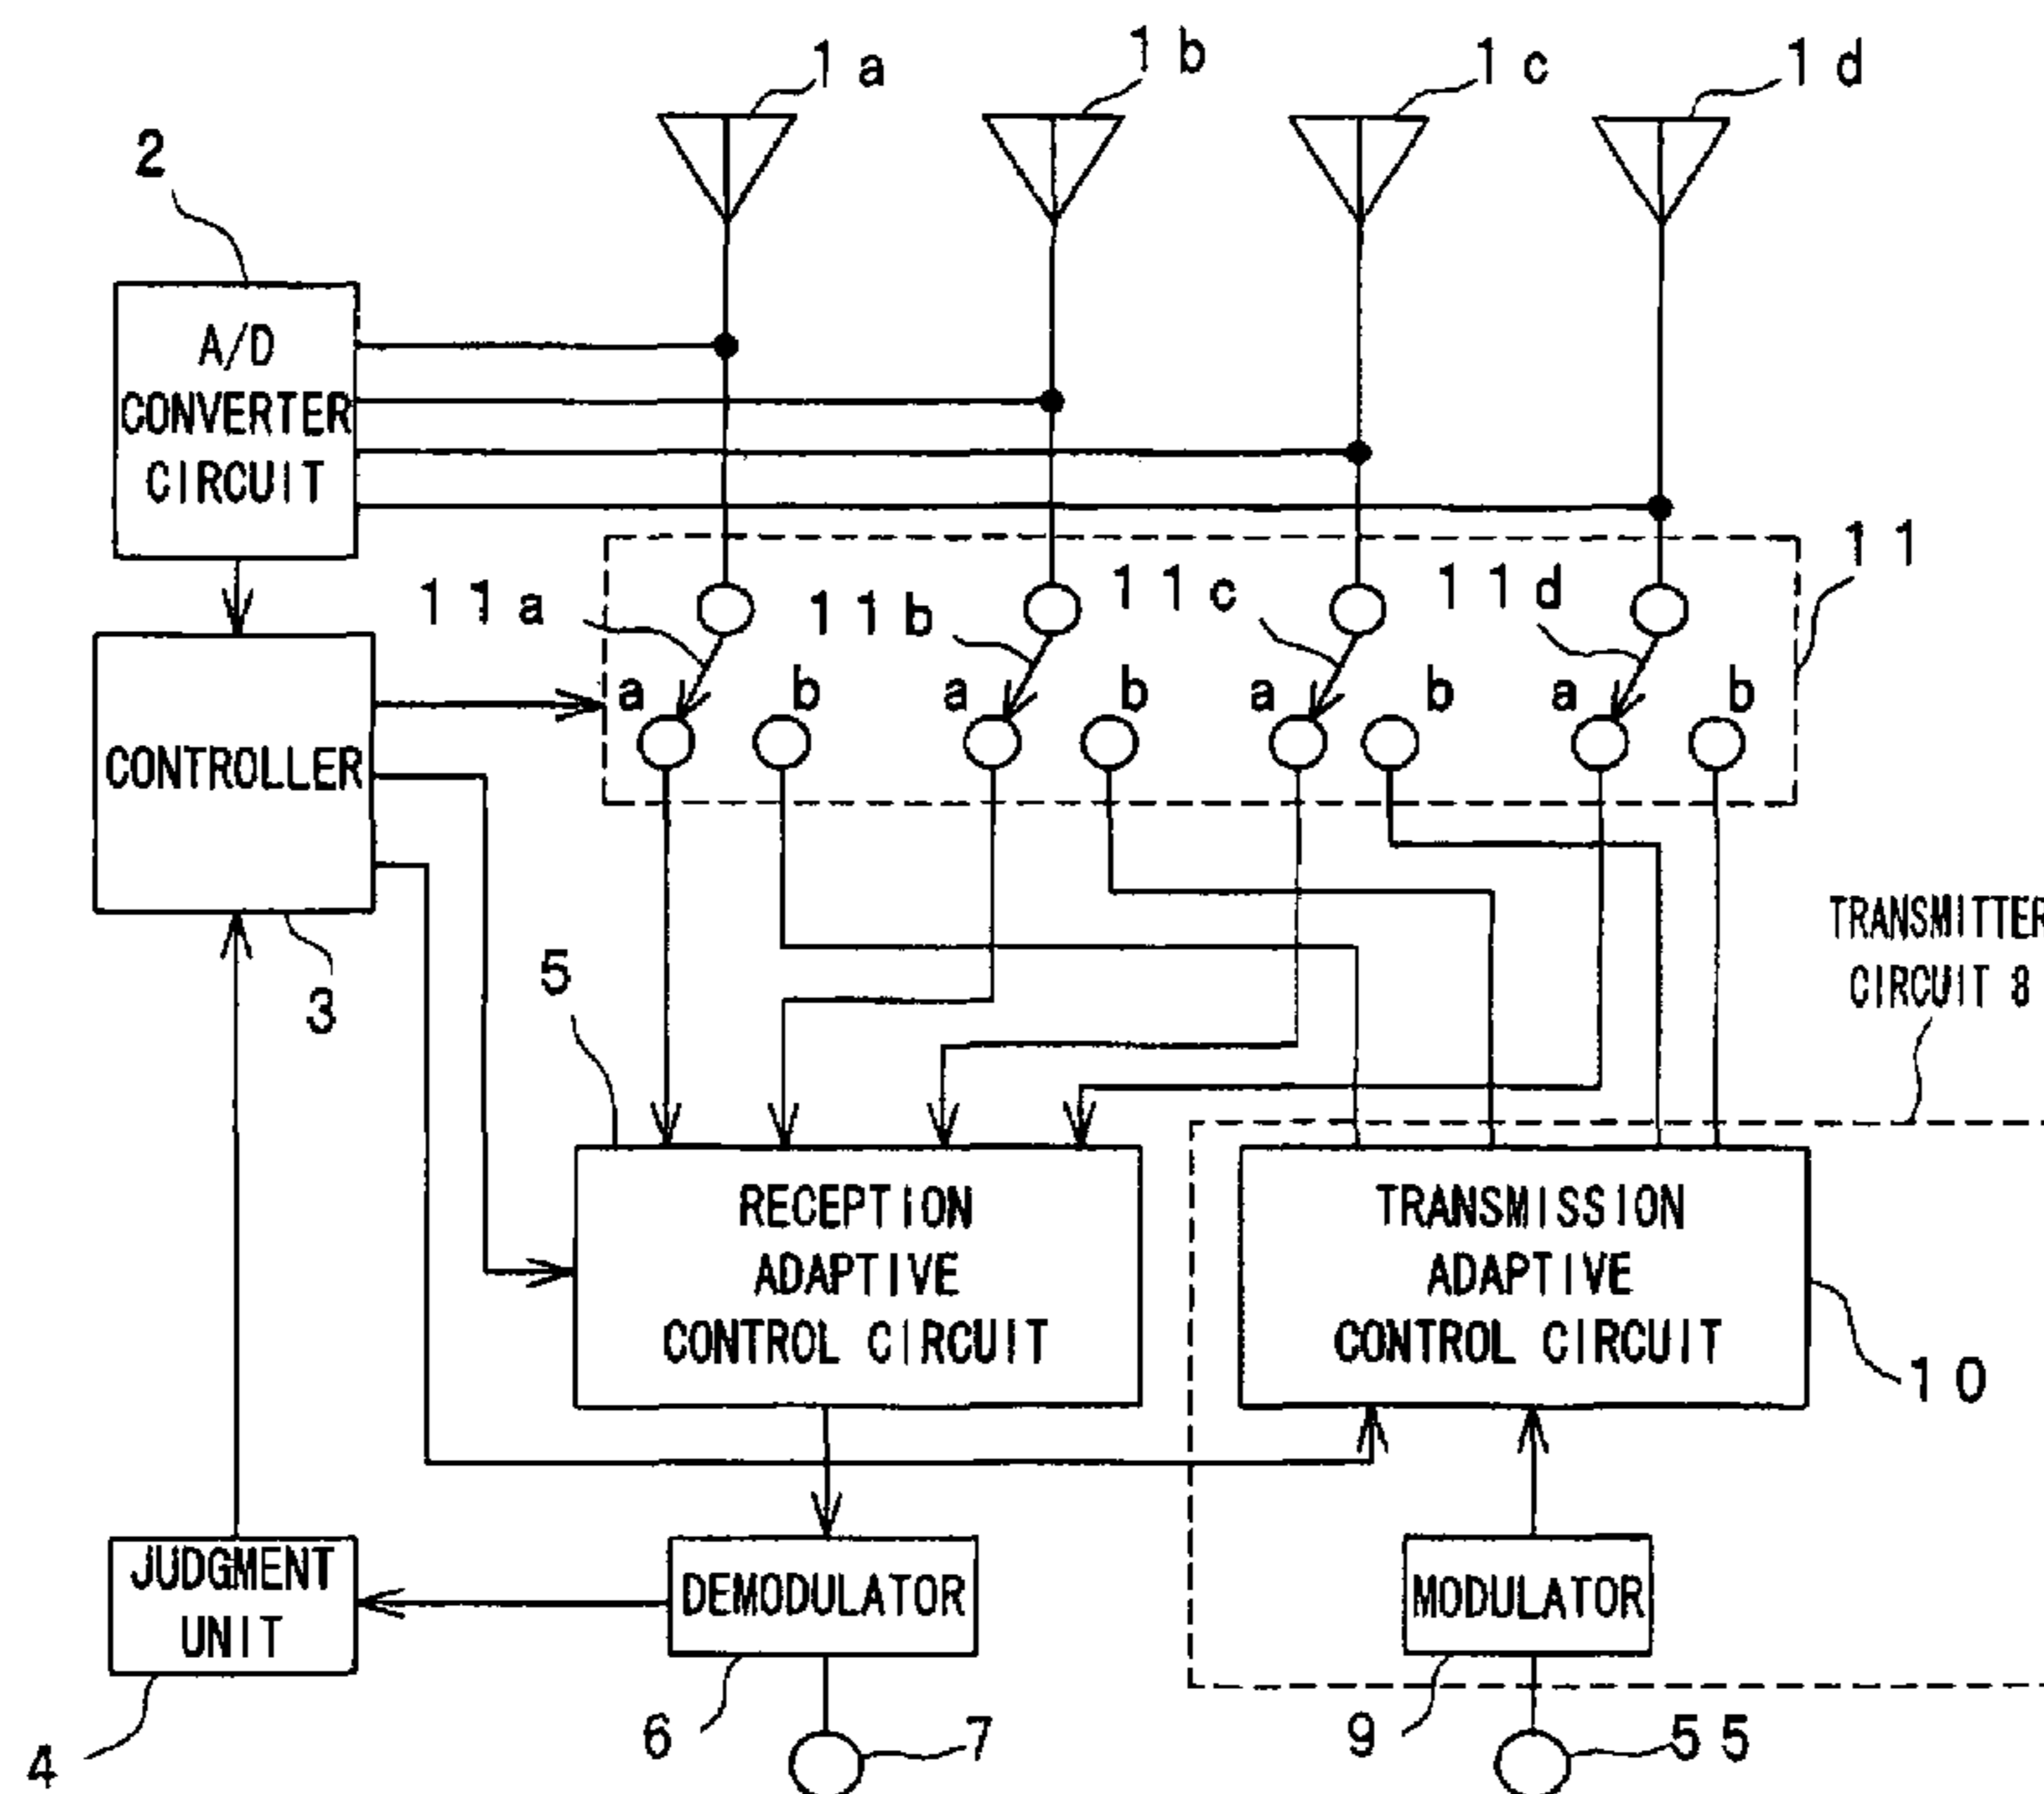 1a
1b
1c
1d
2
A/D
CONVERTER
CIRCUIT
11
11a
11b
11c
11d
a
b
a
b
a
b
a
b
CONTROLLER
3
TRANSMITTER
CIRCUIT 8
5
RECEPTION
ADAPTIVE
CONTROL CIRCUIT
TRANSMISSION
ADAPTIVE
CONTROL CIRCUIT
10
JUDGMENT
UNIT
DEMODULATOR
MODULATOR
4
6
7
9
55